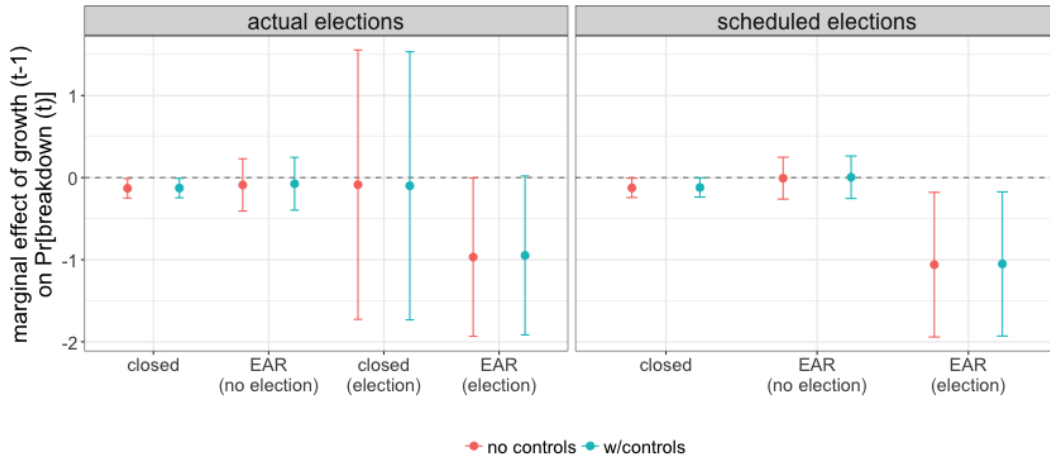 actual elections
scheduled elections
marginal effect of growth (t-1)
on Pr[breakdown (t)]
1
0
-1
-2
closed
EAR
(no election)
closed
(election)
EAR
(election)
closed
EAR
(no election)
EAR
(election)
no controls
w/controls